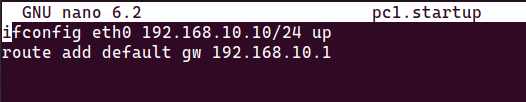 GNU nano 6.2 pc1.startup
ifconfig eth0 192.168.10.10/24 up
route add default gw 192.168.10.1